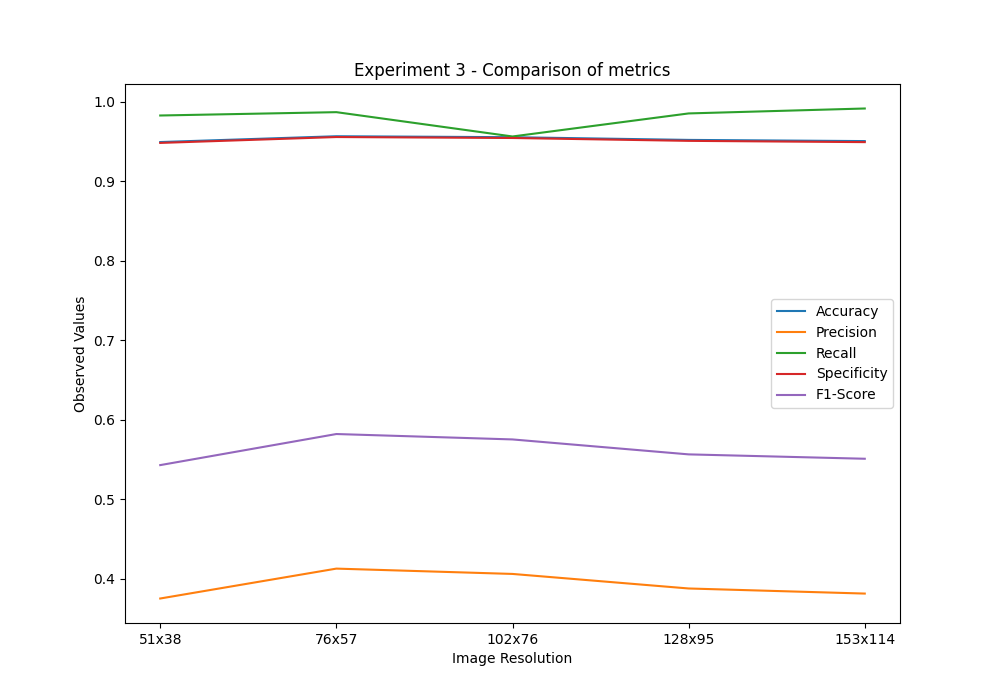 Experiment 3 - Comparison of metrics
1.0
0.9
0.8
0.7
0.6
0.5
0.4
Observed Values
Accuracy
Precision
Recall
Specificity
F1-Score
51x38 76x57 102x76 128x95 153x114
Image Resolution